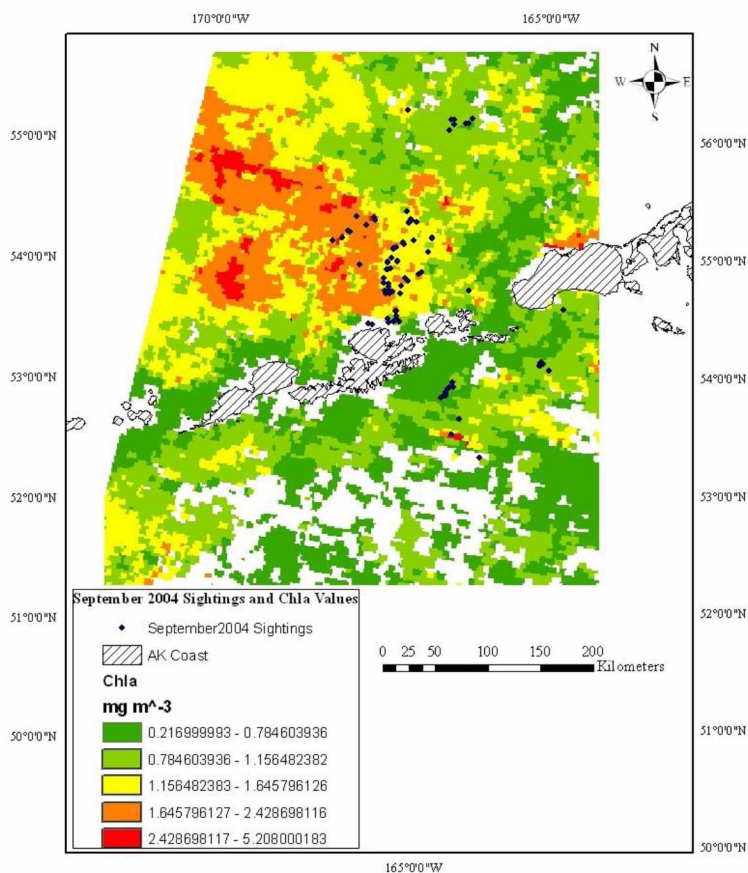 170°0'0"W 165°0'0"W
N
W E
S
55°0'0"N
56°0'0"N
54°0'0"N
55°0'0"N
53°0'0"N
54°0'0"N
52°0'0"N
53°0'0"N
51°0'0"N
52°0'0"N
50°0'0"N
51°0'0"N
50°0'0"N
September 2004 Sightings and Chla Values
September2004 Sightings
AK Coast
Chla
mg m^-3
0.216999993 - 0.784603936
0.784603936 - 1.156482382
1.156482383 - 1.645796126
1.645796127 - 2.428698116
2.428698117 - 5.208000183
0 25 50 100 150 200
Kilometers
165°0'0"W